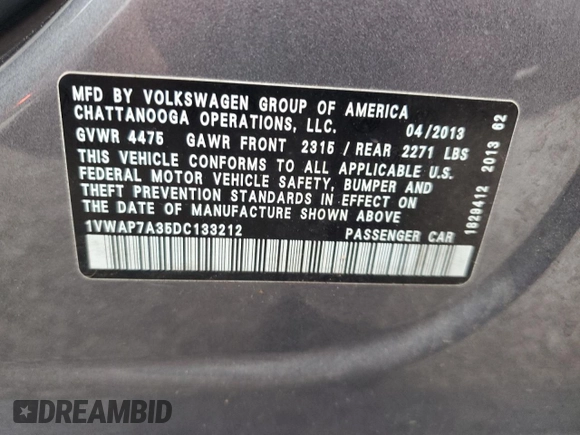 MFD BY VOLKSWAGEN GROUP OF AMERICA
CHATTANOOGA OPERATIONS, LLC. 04/2013
GVWR 4475 GAWR FRONT 2315 / REAR 2271 LBS
THIS VEHICLE CONFORMS TO ALL APPLICABLE U.S.
FEDERAL MOTOR VEHICLE SAFETY, BUMPER AND
THEFT PREVENTION STANDARDS IN EFFECT ON
THE DATE OF MANUFACTURE SHOWN ABOVE
1VWAP7A35DC133212 PASSENGER CAR
1829412 2013 62
DREAMBID